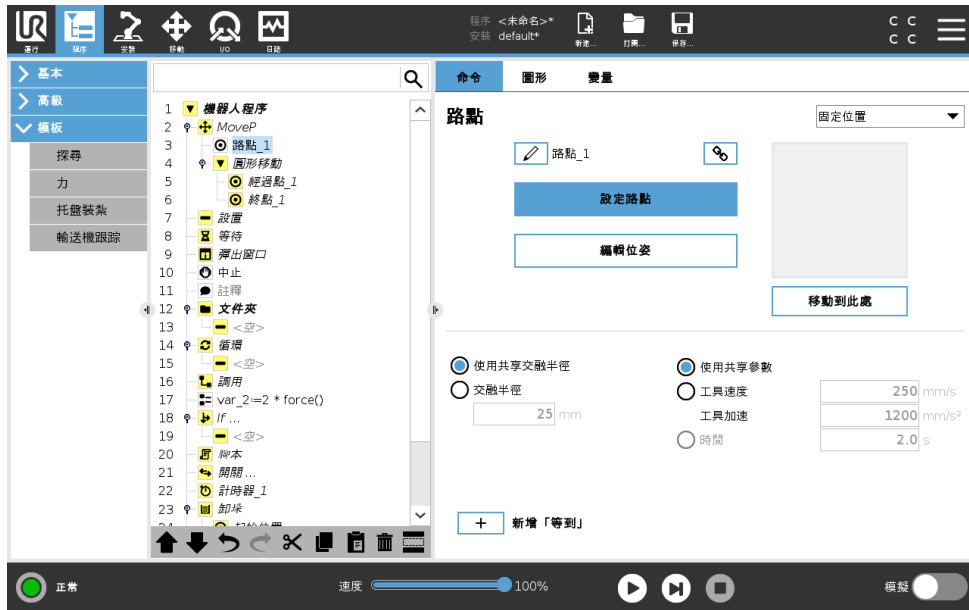 UR
運行
程序
安裝
移動
I/O
日誌
程序 <未命名>*
安裝 default*
新建...
打開...
保存...
C C
C C
基本
高級
模板
探尋
力
托盤裝紮
輸送機跟踪
1 機器人程序
2 MoveP
3 路點_1
4 圓形移動
5 經過點_1
6 終點_1
7 設置
8 等待
9 彈出窗口
10 中止
11 註釋
12 文件夾
13 <空>
14 循環
15 <空>
16 調用
17 var_2≔2 * force()
18 If ...
19 <空>
20 腳本
21 開關 ...
22 計時器_1
23 卸垛
命令
圖形
變量
路點
固定位置
路點_1
設定路點
編輯位姿
移動到此處
使用共享交融半徑
交融半徑
25 mm
使用共享參數
工具速度 250 mm/s
工具加速 1200 mm/s²
時間 2.0 s
+ 新增「等到」
正常
速度 100%
模擬